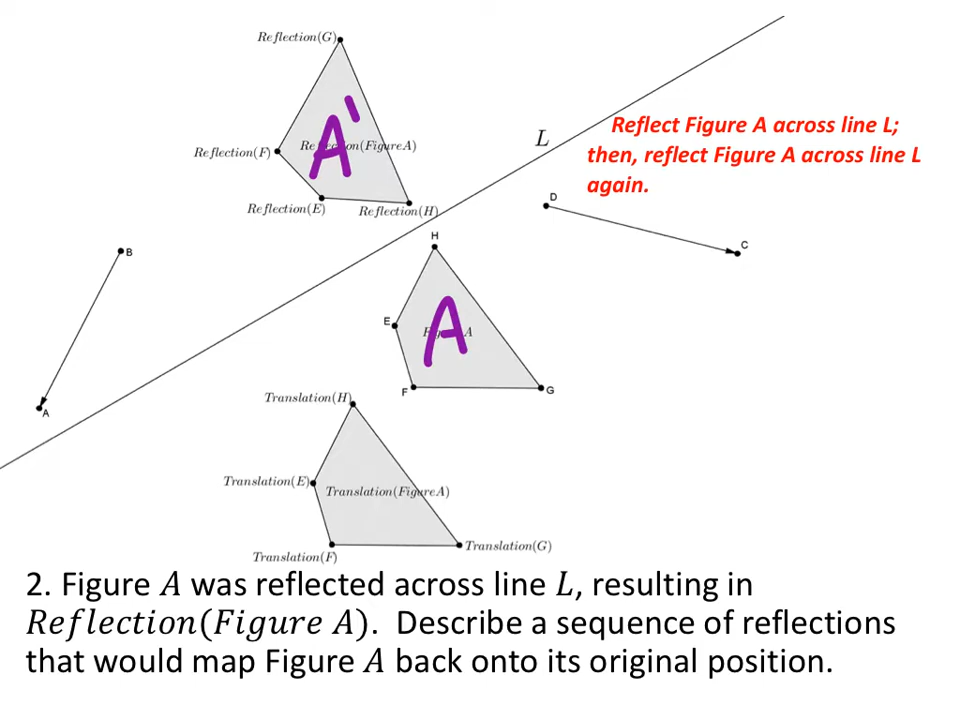 Reflection(G)
A'
Reflection(FigureA)
Reflection(F)
Reflection(E)
Reflection(H)
L
Reflect Figure A across line L;
then, reflect Figure A across line L
again.
D
C
B
A
H
E
A
Figure A
F
G
Translation(H)
Translation(E)
Translation(FigureA)
Translation(F)
Translation(G)
2. Figure A was reflected across line L, resulting in
Reflection(Figure A). Describe a sequence of reflections
that would map Figure A back onto its original position.